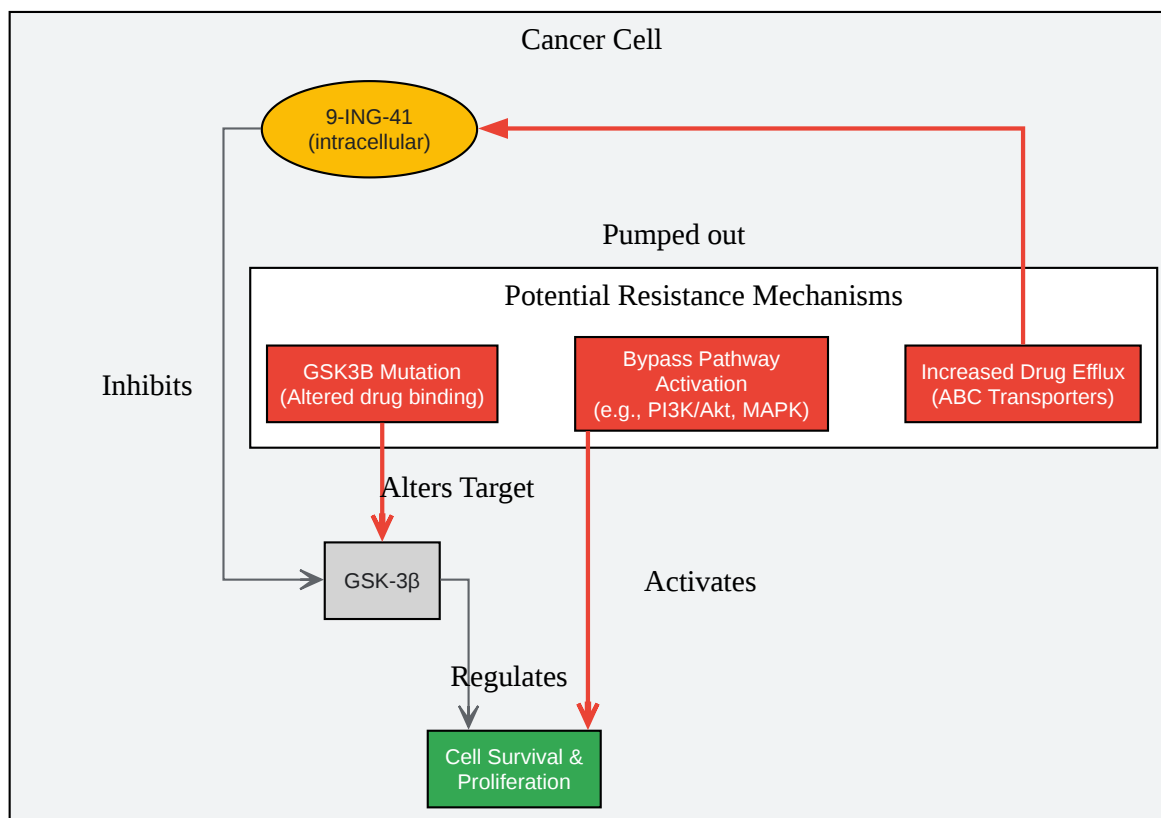 Cancer Cell
9-ING-41
(intracellular)
Pumped out
Potential Resistance Mechanisms
GSK3B Mutation
(Altered drug binding)
Bypass Pathway
Activation
(e.g., PI3K/Akt, MAPK)
Increased Drug Efflux
(ABC Transporters)
Inhibits
Alters Target
GSK-3β
Activates
Regulates
Cell Survival &
Proliferation